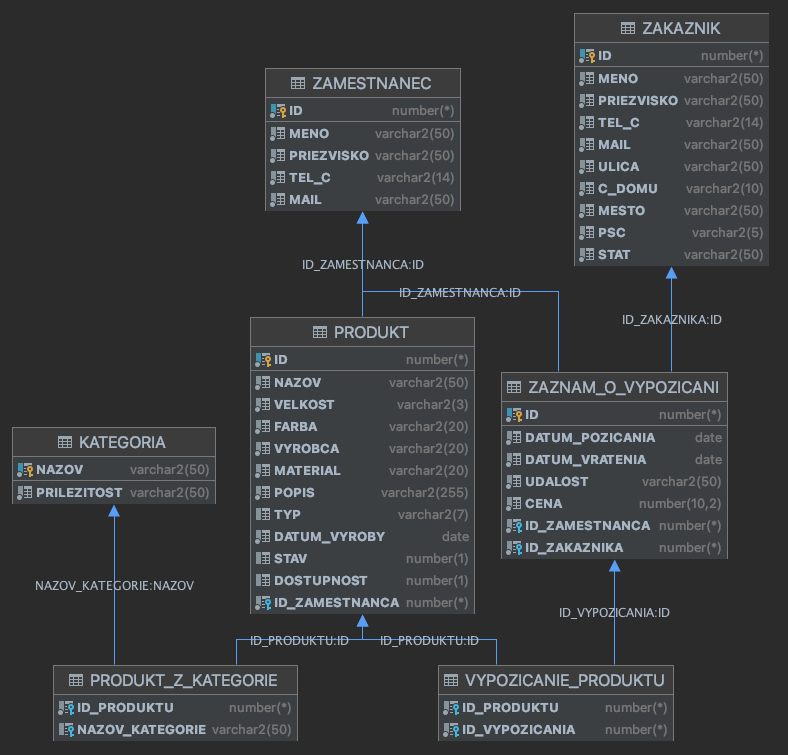 ZAKAZNIK
ID number(*)
MENO varchar2(50)
PRIEZVISKO varchar2(50)
TEL_C varchar2(14)
MAIL varchar2(50)
ULICA varchar2(50)
C_DOMU varchar2(10)
MESTO varchar2(50)
PSC varchar2(5)
STAT varchar2(50)
ZAMESTNANEC
ID number(*)
MENO varchar2(50)
PRIEZVISKO varchar2(50)
TEL_C varchar2(14)
MAIL varchar2(50)
ID_ZAMESTNANCA:ID
ID_ZAMESTNANCA:ID
ID_ZAKAZNIKA:ID
PRODUKT
ID number(*)
NAZOV varchar2(50)
VELKOST varchar2(3)
FARBA varchar2(20)
VYROBCA varchar2(20)
MATERIAL varchar2(20)
POPIS varchar2(255)
TYP varchar2(7)
DATUM_VYROBY date
STAV number(1)
DOSTUPNOST number(1)
ID_ZAMESTNANCA number(*)
ZAZNAM_O_VYPOZICANI
ID number(*)
DATUM_POZICANIA date
DATUM_VRATENIA date
UDALOST varchar2(50)
CENA number(10,2)
ID_ZAMESTNANCA number(*)
ID_ZAKAZNIKA number(*)
KATEGORIA
NAZOV varchar2(50)
PRILEZITOST varchar2(50)
NAZOV_KATEGORIE:NAZOV
ID_VYPOZICANIA:ID
ID_PRODUKTU:ID
ID_PRODUKTU:ID
PRODUKT_Z_KATEGORIE
ID_PRODUKTU number(*)
NAZOV_KATEGORIE varchar2(50)
VYPOZICANIE_PRODUKTU
ID_PRODUKTU number(*)
ID_VYPOZICANIA number(*)